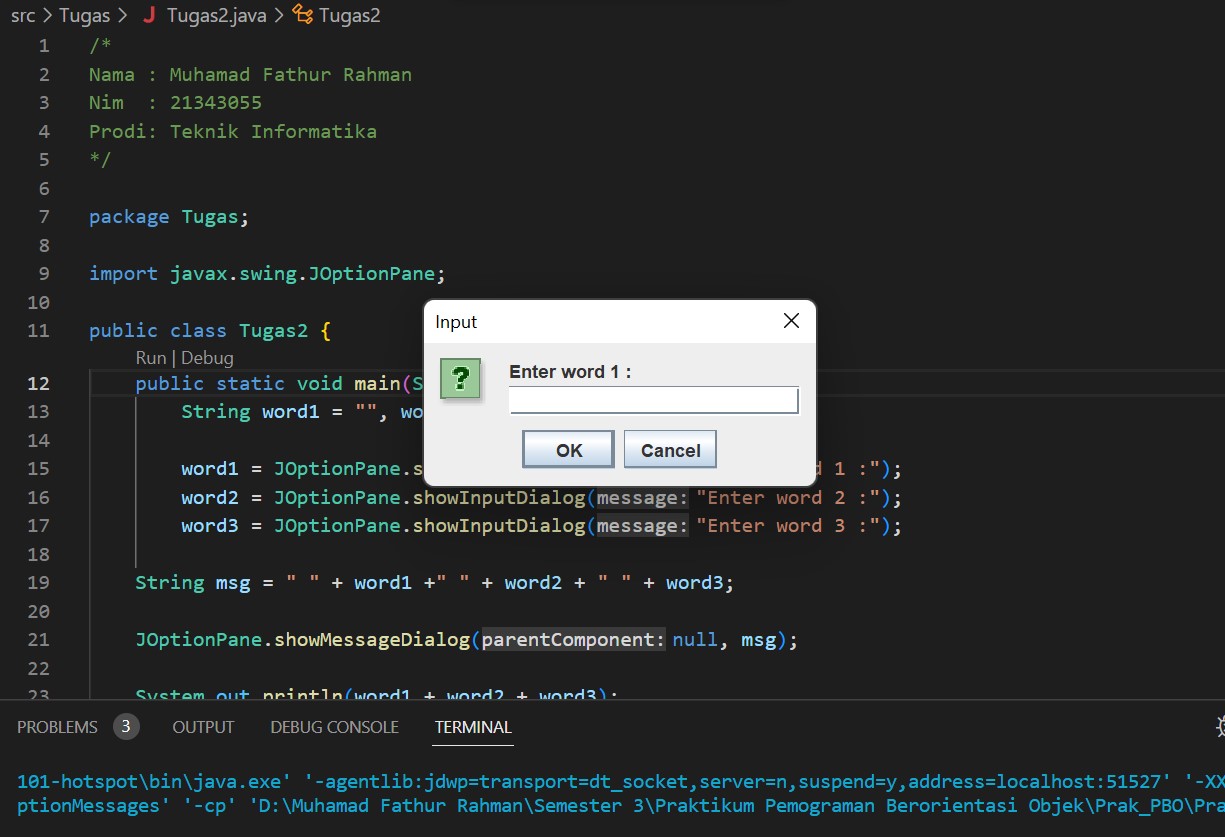 src > Tugas > J Tugas2.java > Tugas2
1 /*
2 Nama : Muhamad Fathur Rahman
3 Nim  : 21343055
4 Prodi: Teknik Informatika
5 */
6
7 package Tugas;
8
9 import javax.swing.JOptionPane;
10
11 public class Tugas2 {
Run | Debug
12 public static void main(S
13 String word1 = "", wo
14
15 word1 = JOptionPane.s d 1 :");
16 word2 = JOptionPane.showInputDialog(message: "Enter word 2 :");
17 word3 = JOptionPane.showInputDialog(message: "Enter word 3 :");
18
19 String msg = " " + word1 +" " + word2 + " " + word3;
20
21 JOptionPane.showMessageDialog(parentComponent: null, msg);
22
23 System.out.println(word1 + word2 + word3);
Input
Enter word 1 :
OK Cancel
PROBLEMS 3 OUTPUT DEBUG CONSOLE TERMINAL
101-hotspot\bin\java.exe' '-agentlib:jdwp=transport=dt_socket,server=n,suspend=y,address=localhost:51527' '-XX
ptionMessages' '-cp' 'D:\Muhamad Fathur Rahman\Semester 3\Praktikum Pemograman Berorientasi Objek\Prak_PBO\Pra